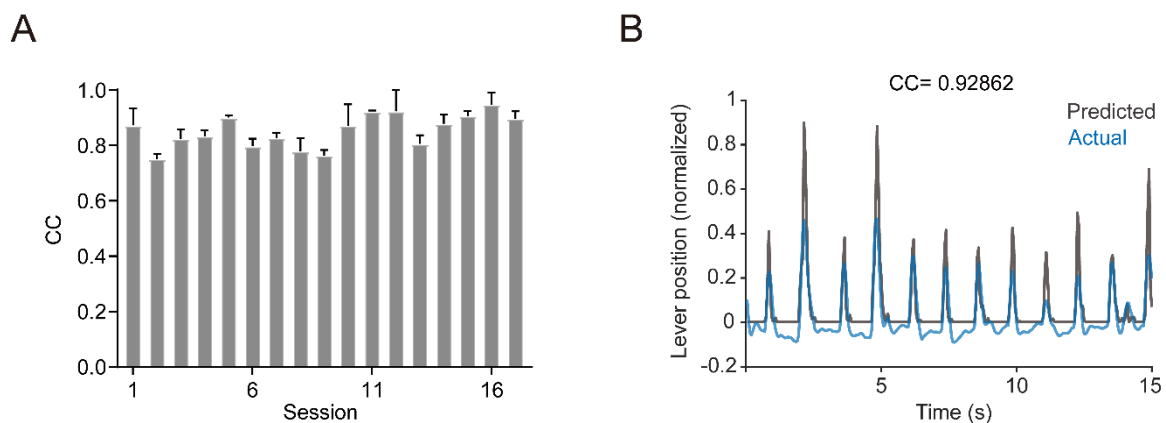 A
CC
1.0
0.8
0.6
0.4
0.2
0.0
1 6 11 16
Session
B
CC= 0.92862
Predicted
Actual
Lever position (normalized)
1
0.8
0.6
0.4
0.2
0
-0.2
5 10 15
Time (s)